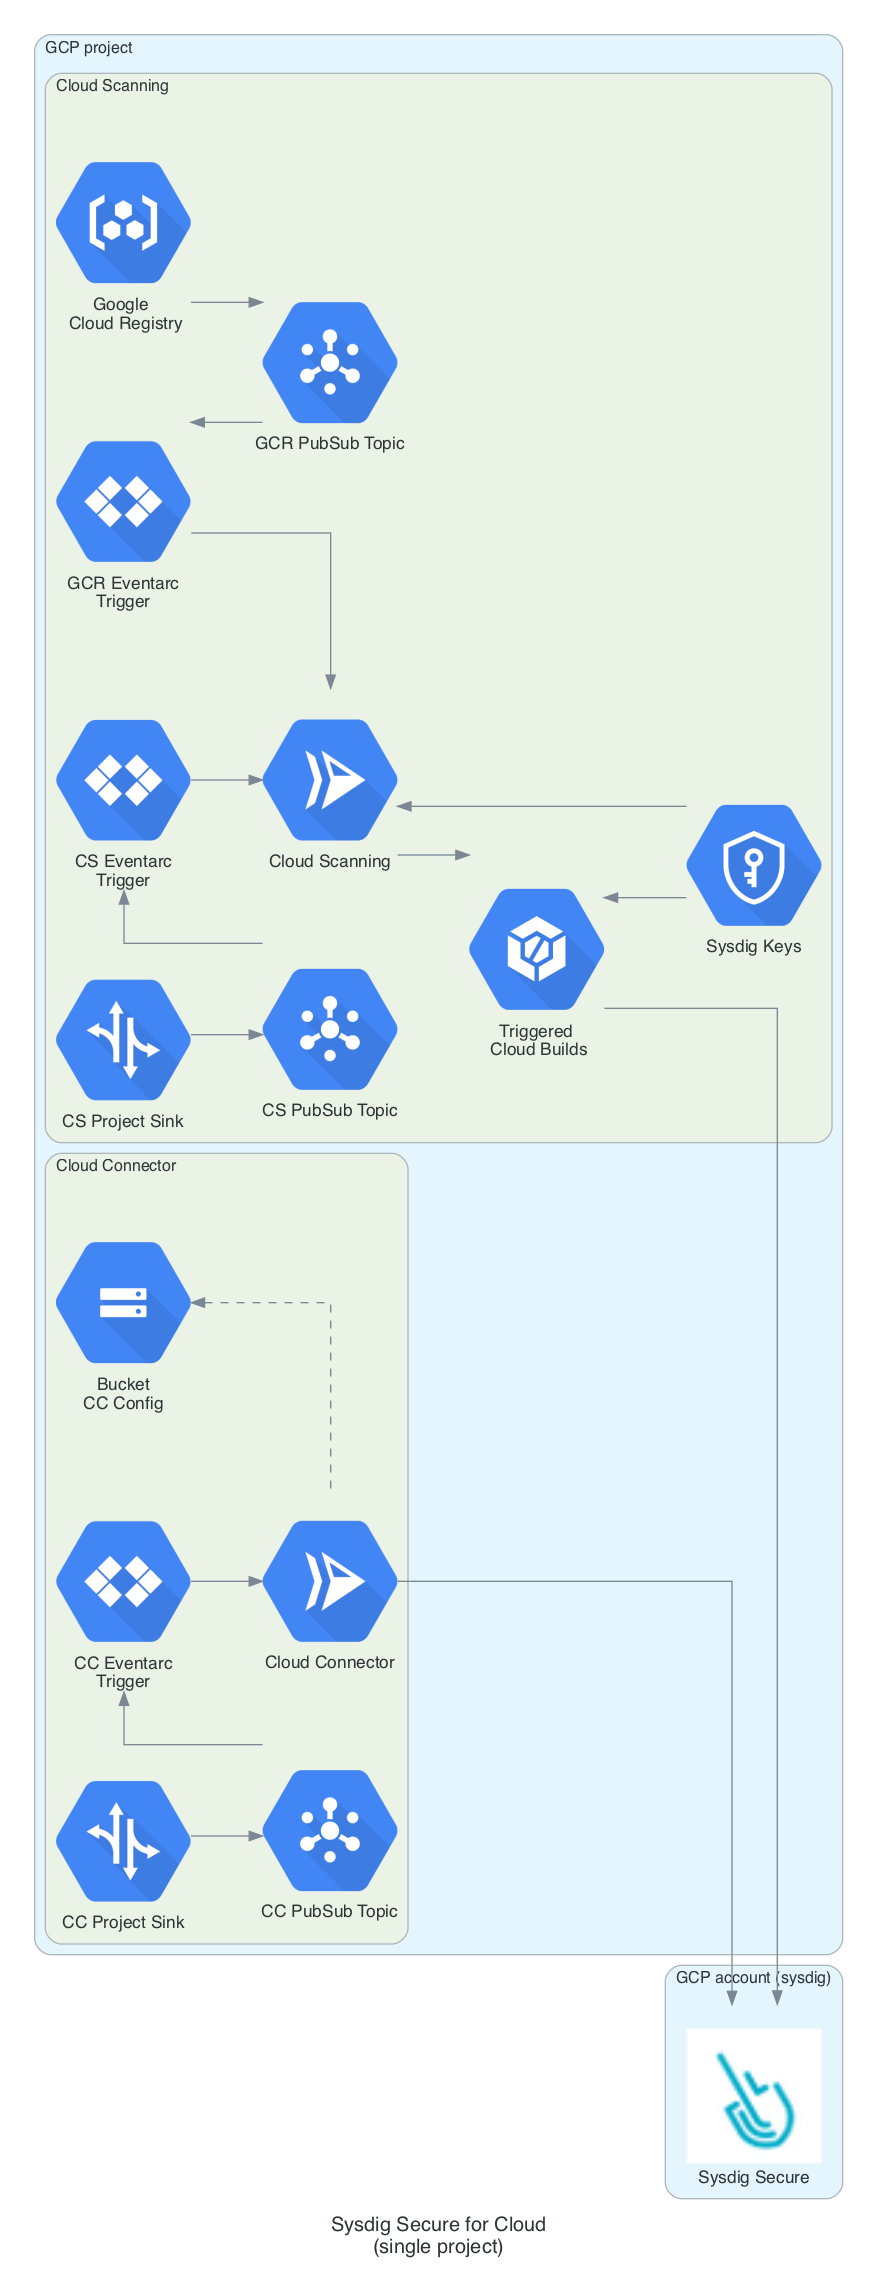 GCP project
Cloud Scanning
Google
Cloud Registry
GCR PubSub Topic
GCR Eventarc
Trigger
CS Eventarc
Trigger
Cloud Scanning
Sysdig Keys
Triggered
Cloud Builds
CS Project Sink
CS PubSub Topic
Cloud Connector
Bucket
CC Config
CC Eventarc
Trigger
Cloud Connector
CC Project Sink
CC PubSub Topic
GCP account (sysdig)
Sysdig Secure
Sysdig Secure for Cloud
(single project)